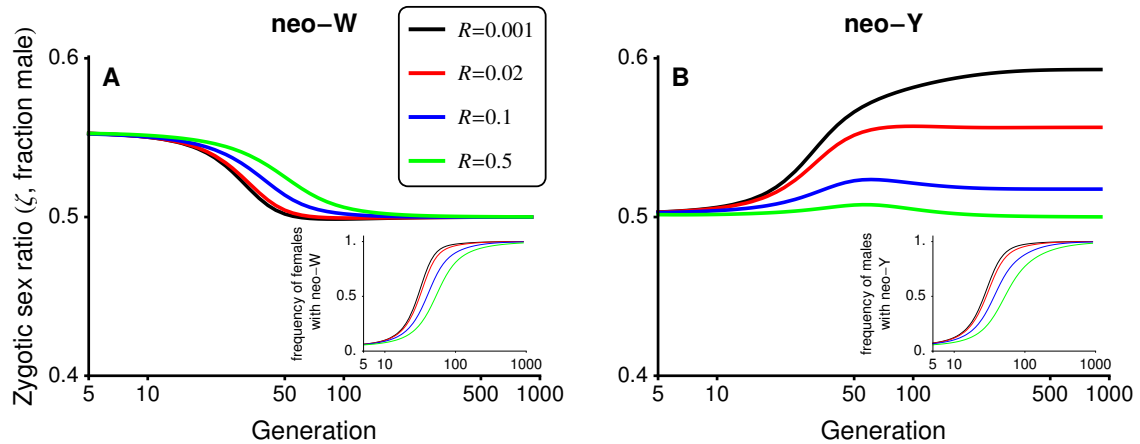 neo−W
neo−Y
Zygotic sex ratio (ζ, fraction male)
A
R=0.001
R=0.02
R=0.1
R=0.5
0.6
0.5
0.4
5 10 50 100 500 1000
Generation
frequency of females
with neo−W
1.
0.5
0.
5 10 100 1000
B
0.6
0.5
0.4
5 10 50 100 500 1000
Generation
frequency of males
with neo−Y
1.
0.5
0.
5 10 100 1000